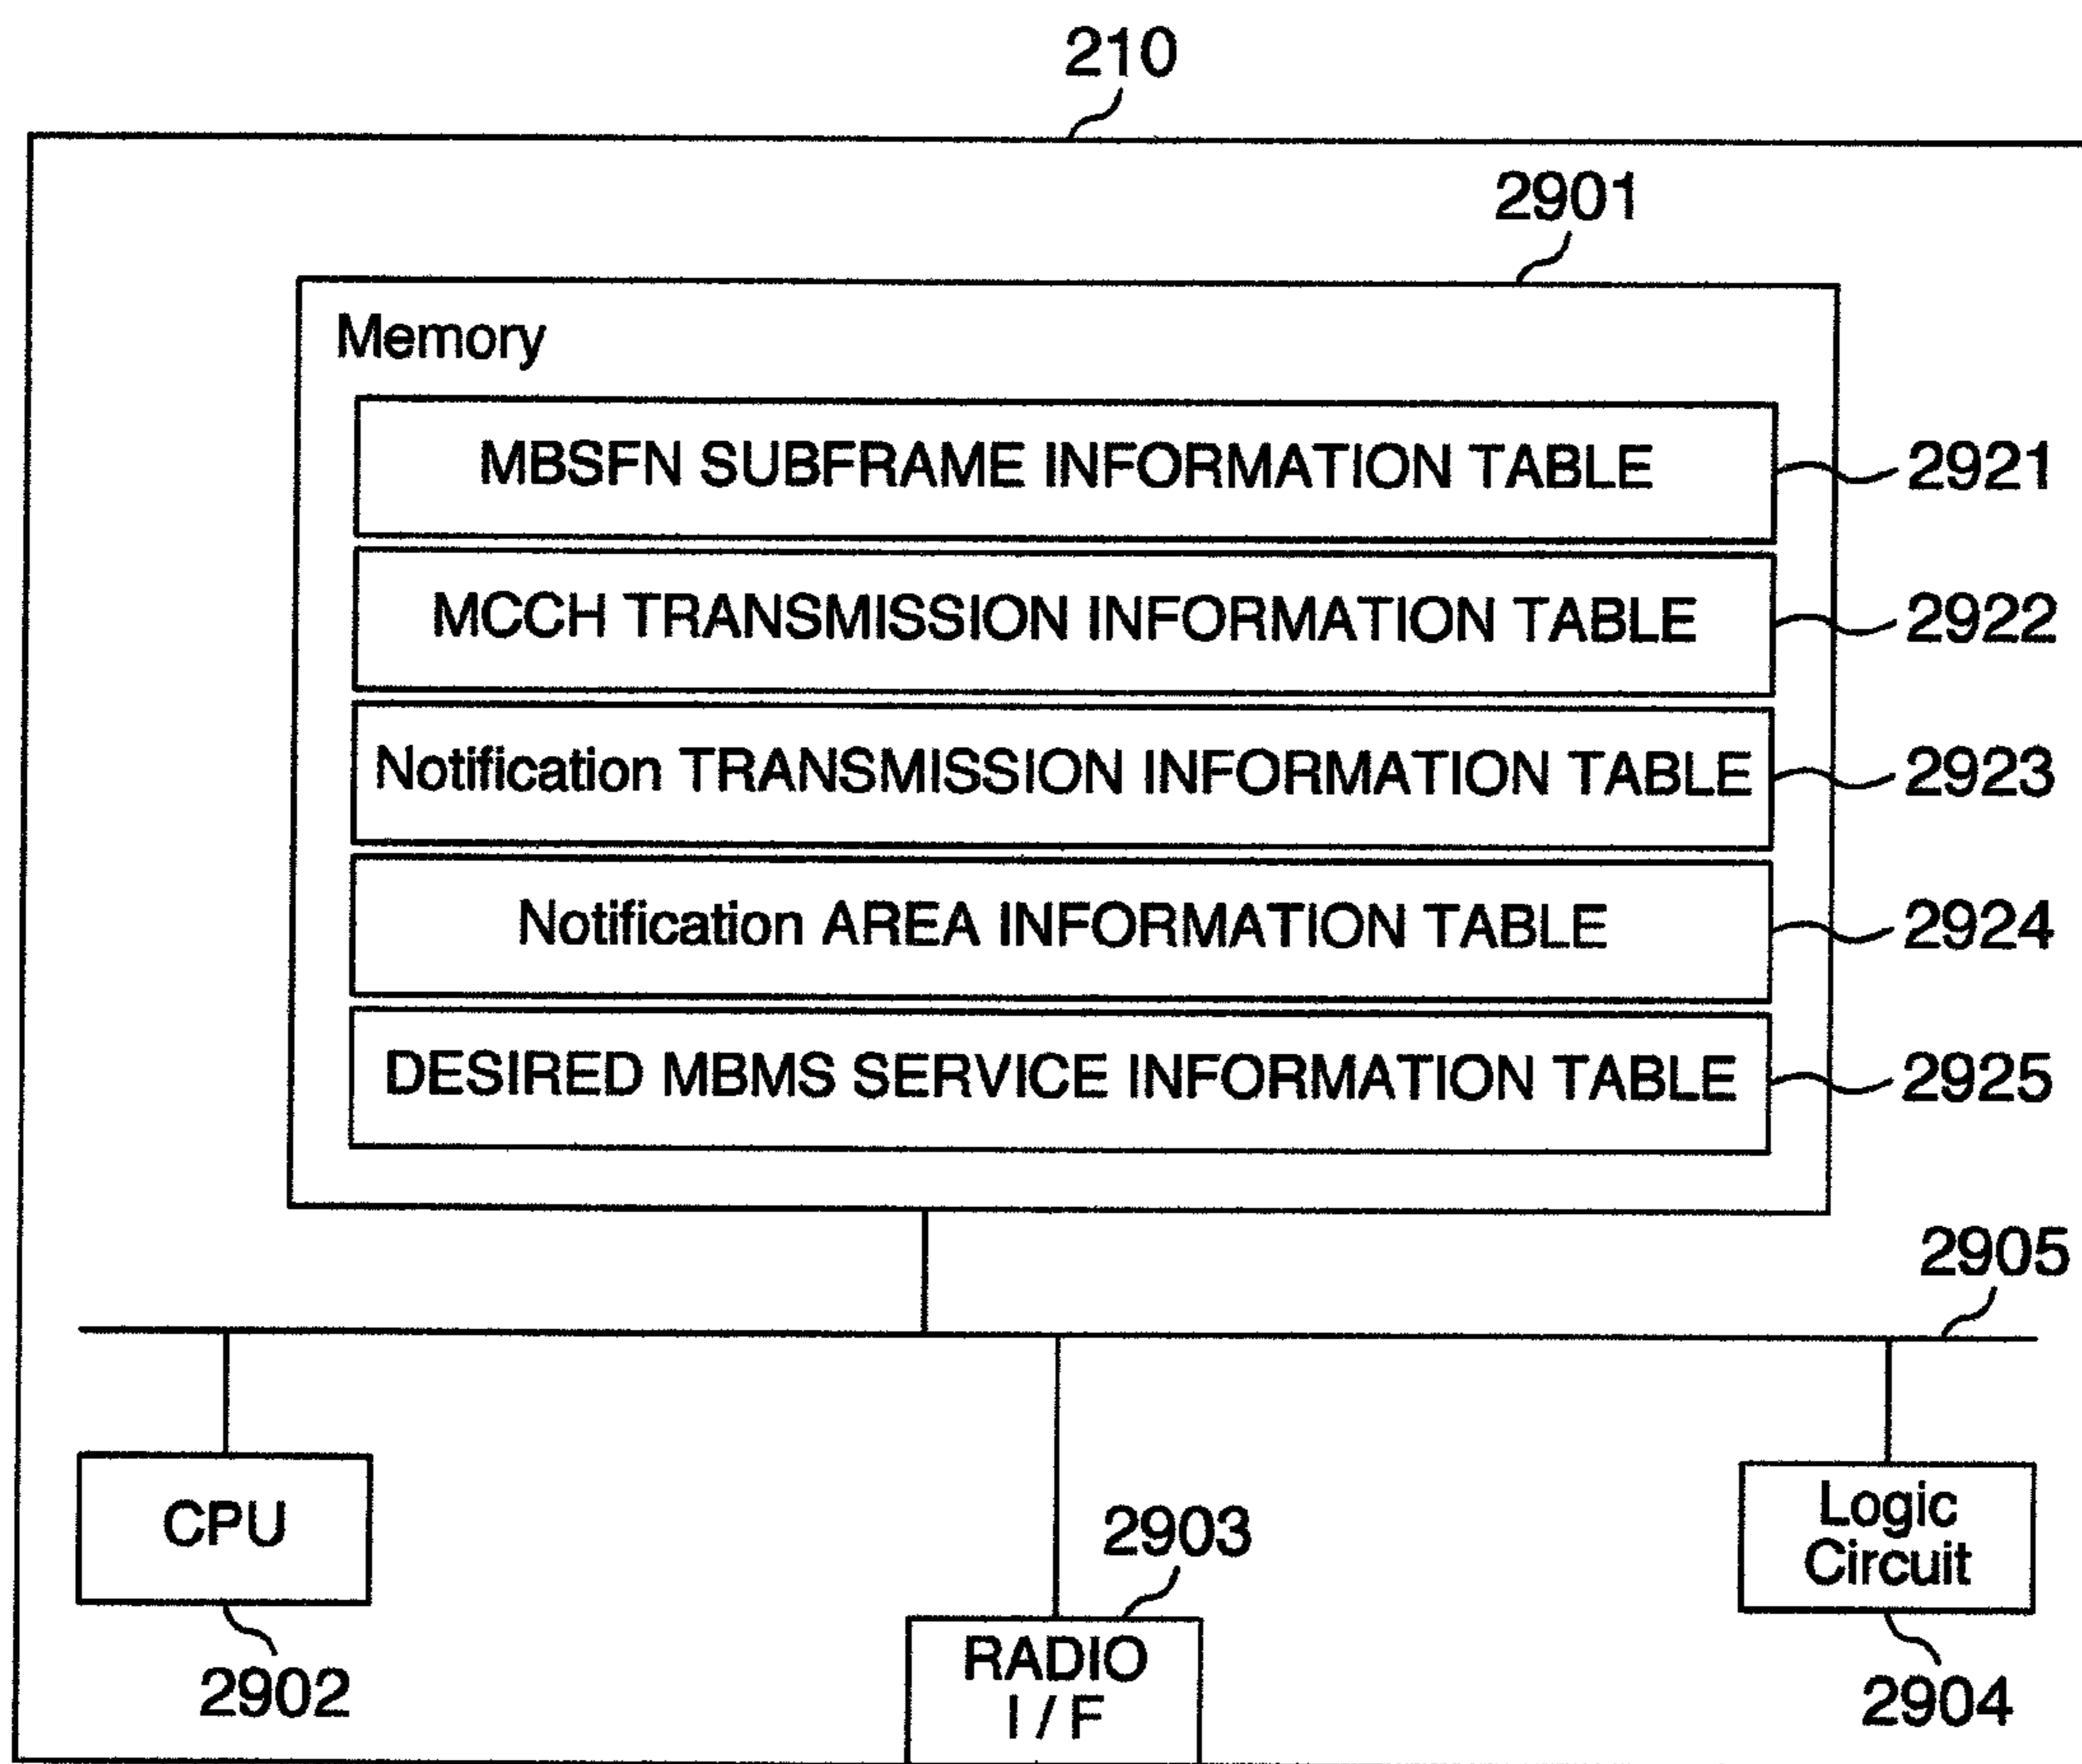 210
2901
Memory
MBSFN SUBFRAME INFORMATION TABLE
2921
MCCH TRANSMISSION INFORMATION TABLE
2922
Notification TRANSMISSION INFORMATION TABLE
2923
Notification AREA INFORMATION TABLE
2924
DESIRED MBMS SERVICE INFORMATION TABLE
2925
2905
CPU
2902
2903
RADIO
I / F
Logic
Circuit
2904